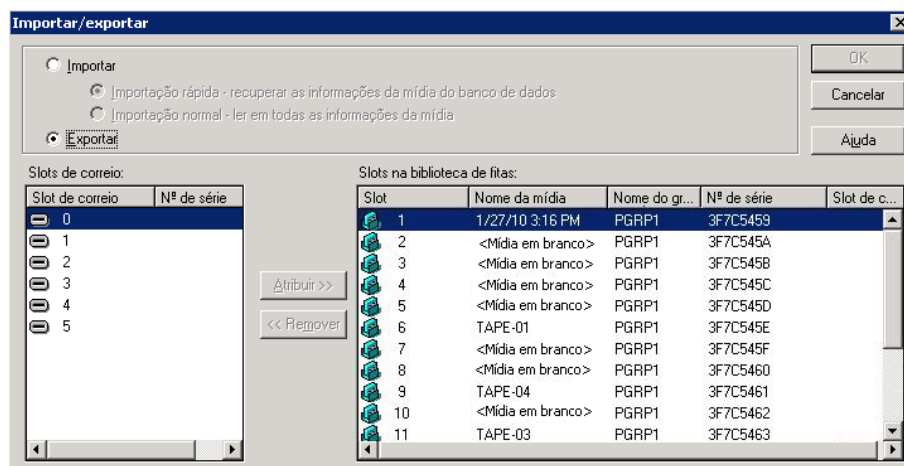 Importar/exportar
Importar
Importação rápida - recuperar as informações da mídia do banco de dados
Importação normal - ler em todas as informações da mídia
Exportar
OK
Cancelar
Ajuda
Slots de correio:
Slot de correio Nº de série
0
1
2
3
4
5
Atribuir >>
<< Remover
Slots na biblioteca de fitas:
Slot Nome da mídia Nome do gr... Nº de série Slot de c...
1 1/27/10 3:16 PM PGRP1 3F7C5459
2 <Mídia em branco> PGRP1 3F7C545A
3 <Mídia em branco> PGRP1 3F7C545B
4 <Mídia em branco> PGRP1 3F7C545C
5 <Mídia em branco> PGRP1 3F7C545D
6 TAPE-01 PGRP1 3F7C545E
7 <Mídia em branco> PGRP1 3F7C545F
8 <Mídia em branco> PGRP1 3F7C5460
9 TAPE-04 PGRP1 3F7C5461
10 <Mídia em branco> PGRP1 3F7C5462
11 TAPE-03 PGRP1 3F7C5463